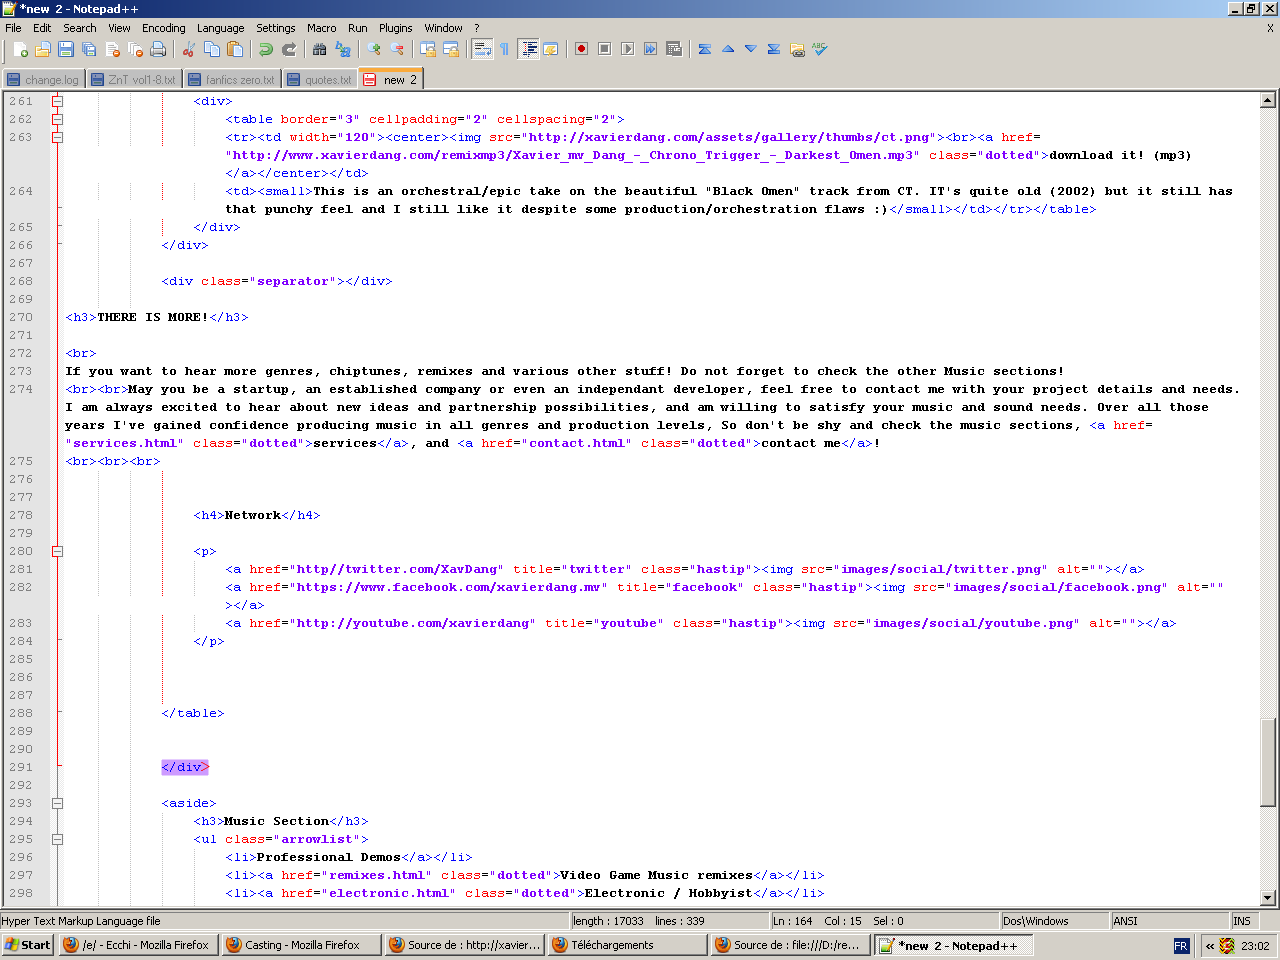 *new  2 - Notepad++
File Edit Search View Encoding Language Settings Macro Run Plugins Window ? X
change.log ZnT vol1-8.txt fanfics zero.txt quotes.txt new 2
261 <div>
262 <table border="3" cellpadding="2" cellspacing="2">
263 <tr><td width="120"><center><img src="http://xavierdang.com/assets/gallery/thumbs/ct.png"><br><a href=
"http://www.xavierdang.com/remixmp3/Xavier_mv_Dang_-_Chrono_Trigger_-_Darkest_Omen.mp3" class="dotted">download it! (mp3)
</a></center></td>
264 <td><small>This is an orchestral/epic take on the beautiful "Black Omen" track from CT. IT's quite old (2002) but it still has
that punchy feel and I still like it despite some production/orchestration flaws :)</small></td></tr></table>
265 </div>
266 </div>
267
268 <div class="separator"></div>
269
270 <h3>THERE IS MORE!</h3>
271
272 <br>
273 If you want to hear more genres, chiptunes, remixes and various other stuff! Do not forget to check the other Music sections!
274 <br><br>May you be a startup, an established company or even an independant developer, feel free to contact me with your project details and needs.
I am always excited to hear about new ideas and partnership possibilities, and am willing to satisfy your music and sound needs. Over all those
years I've gained confidence producing music in all genres and production levels, So don't be shy and check the music sections, <a href=
"services.html" class="dotted">services</a>, and <a href="contact.html" class="dotted">contact me</a>!
275 <br><br><br>
276
277
278 <h4>Network</h4>
279
280 <p>
281 <a href="http//twitter.com/XavDang" title="twitter" class="hastip"><img src="images/social/twitter.png" alt=""></a>
282 <a href="https://www.facebook.com/xavierdang.mv" title="facebook" class="hastip"><img src="images/social/facebook.png" alt=""
></a>
283 <a href="http://youtube.com/xavierdang" title="youtube" class="hastip"><img src="images/social/youtube.png" alt=""></a>
284 </p>
285
286
287
288 </table>
289
290
291 </div>
292
293 <aside>
294 <h3>Music Section</h3>
295 <ul class="arrowlist">
296 <li>Professional Demos</a></li>
297 <li><a href="remixes.html" class="dotted">Video Game Music remixes</a></li>
298 <li><a href="electronic.html" class="dotted">Electronic / Hobbyist</a></li>
Hyper Text Markup Language file length : 17033 lines : 339 Ln : 164 Col : 15 Sel : 0 Dos\Windows ANSI INS
Start /e/ - Ecchi - Mozilla Firefox Casting - Mozilla Firefox Source de : http://xavier... Téléchargements Source de : file:///D:/re... *new 2 - Notepad++ FR « 23:02